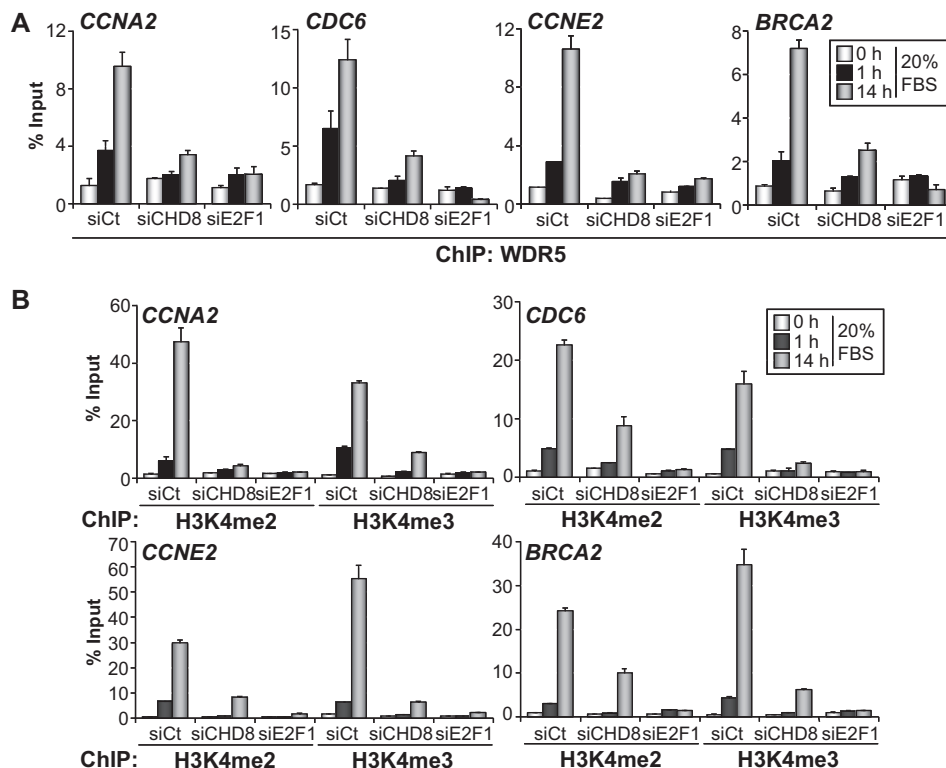 A
CCNA2
CDC6
CCNE2
BRCA2
0 h
1 h
14 h
20%
FBS
% Input
12
8
4
0
15
10
5
0
12
8
4
0
8
6
4
2
0
siCt siCHD8 siE2F1
siCt siCHD8 siE2F1
siCt siCHD8 siE2F1
siCt siCHD8 siE2F1
ChIP: WDR5
B
CCNA2
CDC6
0 h
1 h
14 h
20%
FBS
% Input
60
40
20
0
30
20
10
0
siCt siCHD8 siE2F1 siCt siCHD8 siE2F1
siCt siCHD8 siE2F1 siCt siCHD8 siE2F1
ChIP: H3K4me2 H3K4me3
H3K4me2 H3K4me3
CCNE2
BRCA2
% Input
70
60
50
40
30
20
10
0
40
30
20
10
0
siCt siCHD8 siE2F1 siCt siCHD8 siE2F1
siCt siCHD8 siE2F1 siCt siCHD8 siE2F1
ChIP: H3K4me2 H3K4me3
H3K4me2 H3K4me3